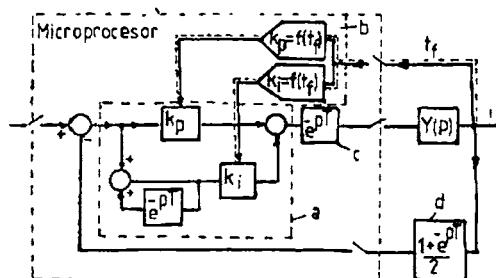 Microprocesor
b
kp=f(tf)
tf
ki=f(tf)
+
-
kp
e-pT
Y(p)
+
+
ki
c
e-pT
a
d
1+e-pT
2